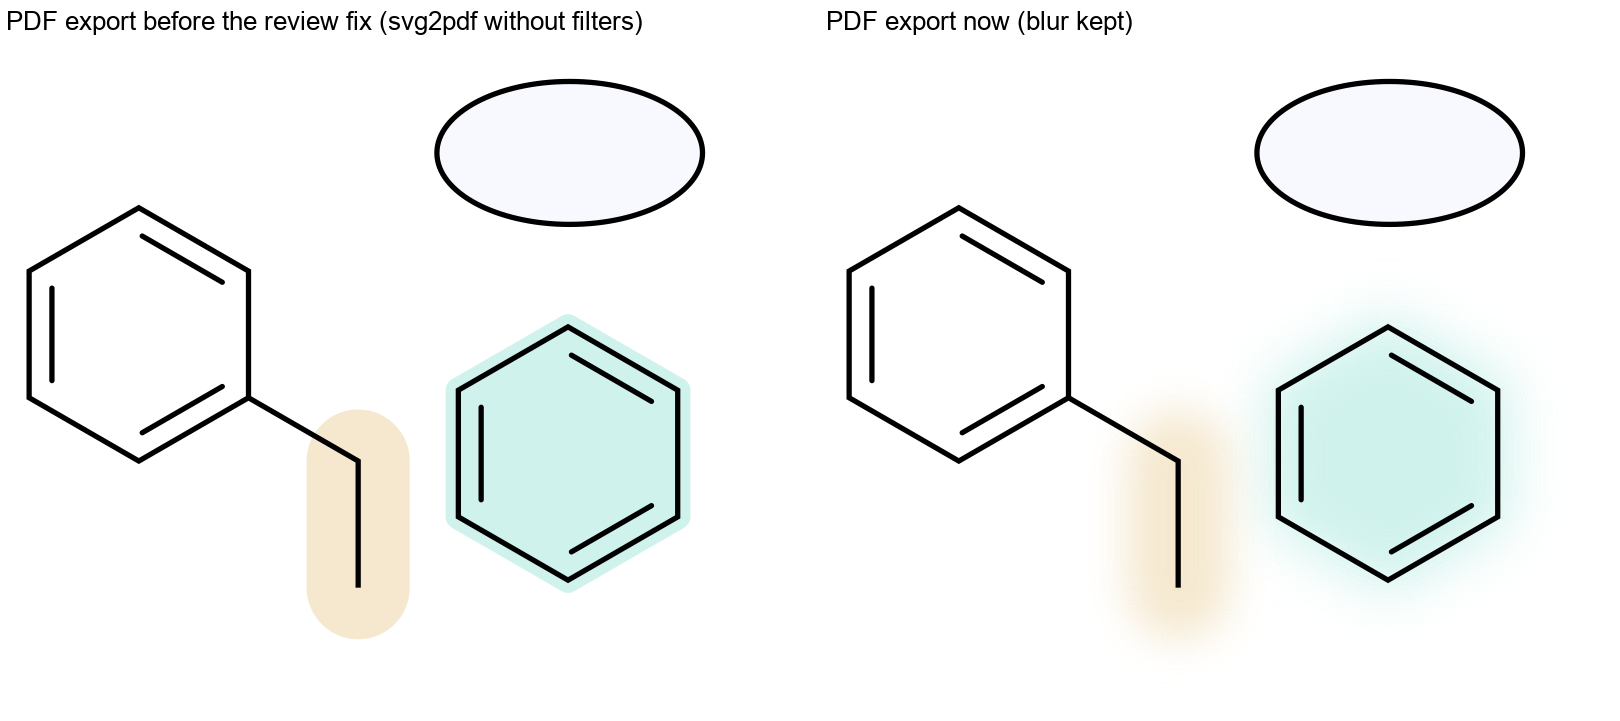 PDF export before the review fix (svg2pdf without filters)
PDF export now (blur kept)